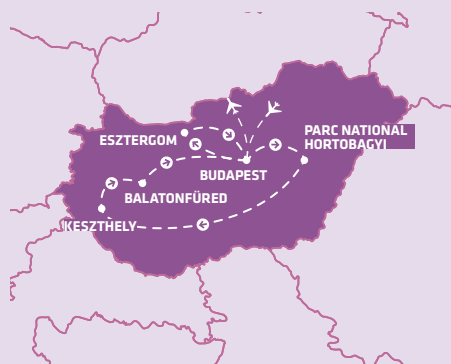 ESZTERGOM
PARC NATIONAL
HORTOBAGYI
BUDAPEST
BALATONFÜRED
KESZTHELY